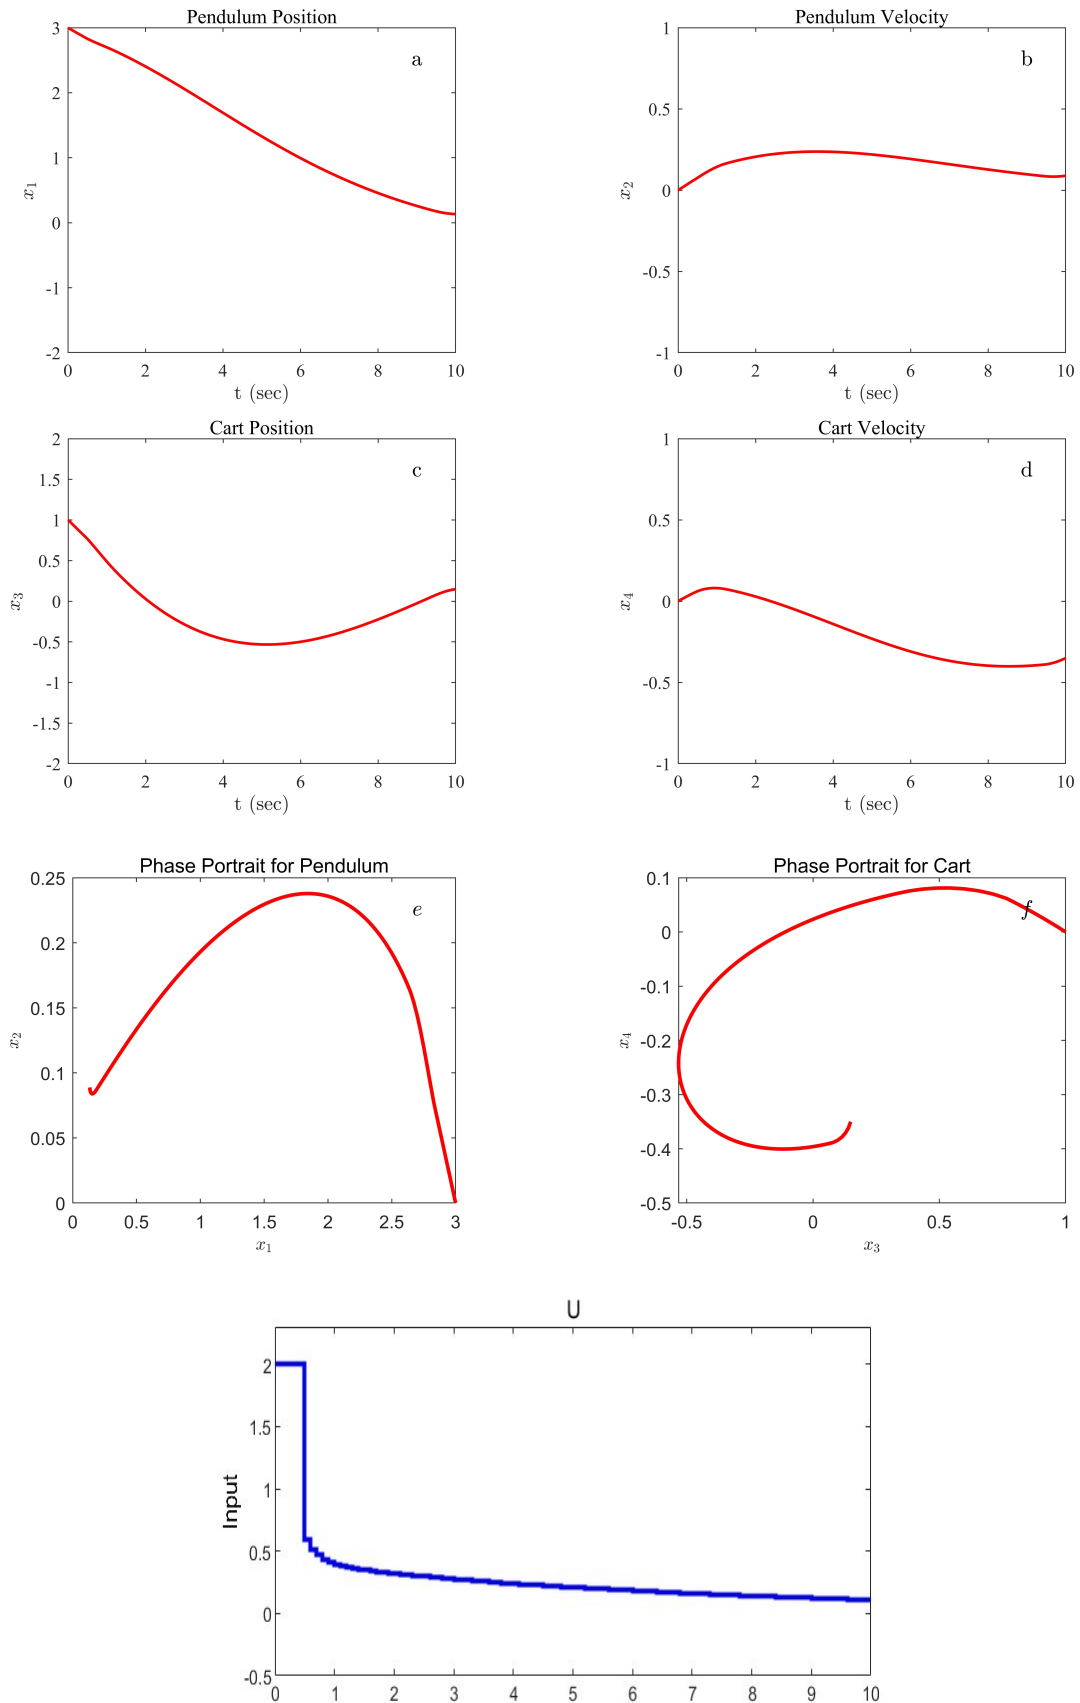 Pendulum Position
a
3
2
1
0
-1
-2
x1
0 2 4 6 8 10
t (sec)
Pendulum Velocity
b
1
0.5
0
-0.5
-1
x2
0 2 4 6 8 10
t (sec)
Cart Position
c
2
1.5
1
0.5
0
-0.5
-1
-1.5
-2
x3
0 2 4 6 8 10
t (sec)
Cart Velocity
d
1
0.5
0
-0.5
-1
x4
0 2 4 6 8 10
t (sec)
Phase Portrait for Pendulum
e
0.25
0.2
0.15
0.1
0.05
0
x2
0 0.5 1 1.5 2 2.5 3
x1
Phase Portrait for Cart
f
0.1
0
-0.1
-0.2
-0.3
-0.4
-0.5
x4
-0.5 0 0.5 1
x3
U
2
1.5
1
0.5
0
-0.5
Input
0 1 2 3 4 5 6 7 8 9 10